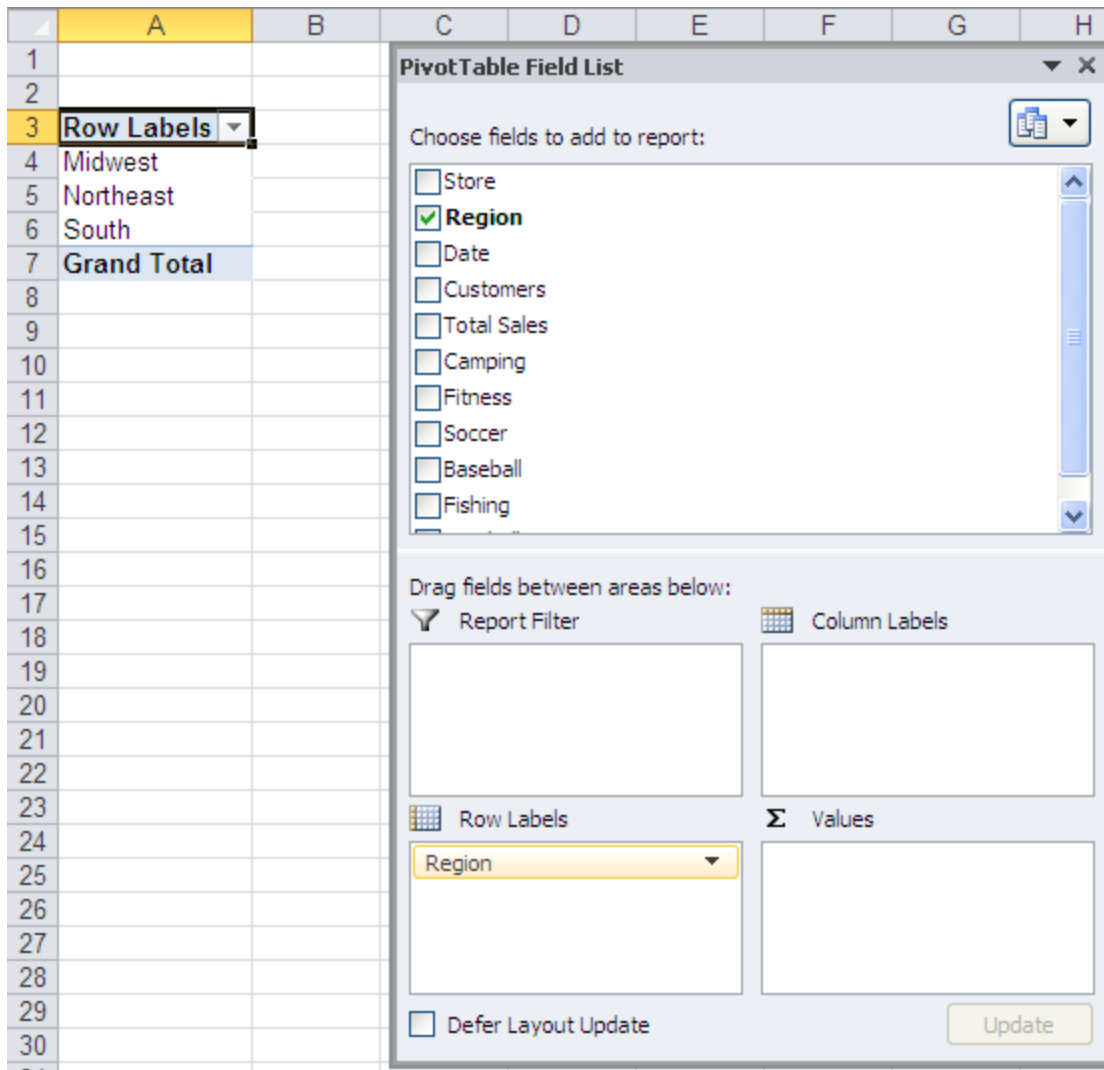 A B C D E F G H
1
2
3 Row Labels
4 Midwest
5 Northeast
6 South
7 Grand Total
8
9
10
11
12
13
14
15
16
17
18
19
20
21
22
23
24
25
26
27
28
29
30
PivotTable Field List
Choose fields to add to report:
Store
Region
Date
Customers
Total Sales
Camping
Fitness
Soccer
Baseball
Fishing
Drag fields between areas below:
Report Filter
Column Labels
Row Labels
Σ Values
Region
Defer Layout Update
Update